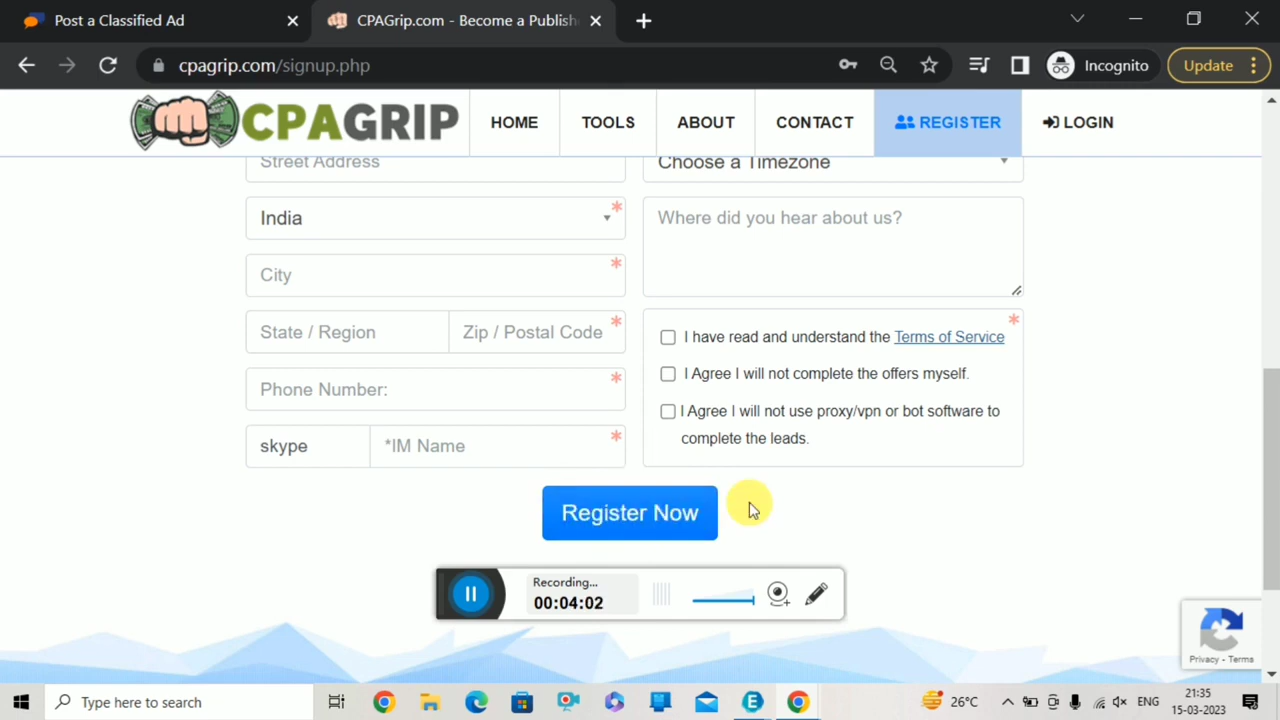 Post a Classified Ad
CPAGrip.com - Become a Publish
cpagrip.com/signup.php
Incognito
Update
CPAGRIP
HOME
TOOLS
ABOUT
CONTACT
REGISTER
LOGIN
Street Address
Choose a Timezone
India
Where did you hear about us?
City
State / Region
Zip / Postal Code
I have read and understand the Terms of Service
Phone Number:
I Agree I will not complete the offers myself.
I Agree I will not use proxy/vpn or bot software to
complete the leads.
skype
*IM Name
Register Now
Recording...
00:04:02
Privacy - Terms
Type here to search
26°C
ENG
21:35
15-03-2023